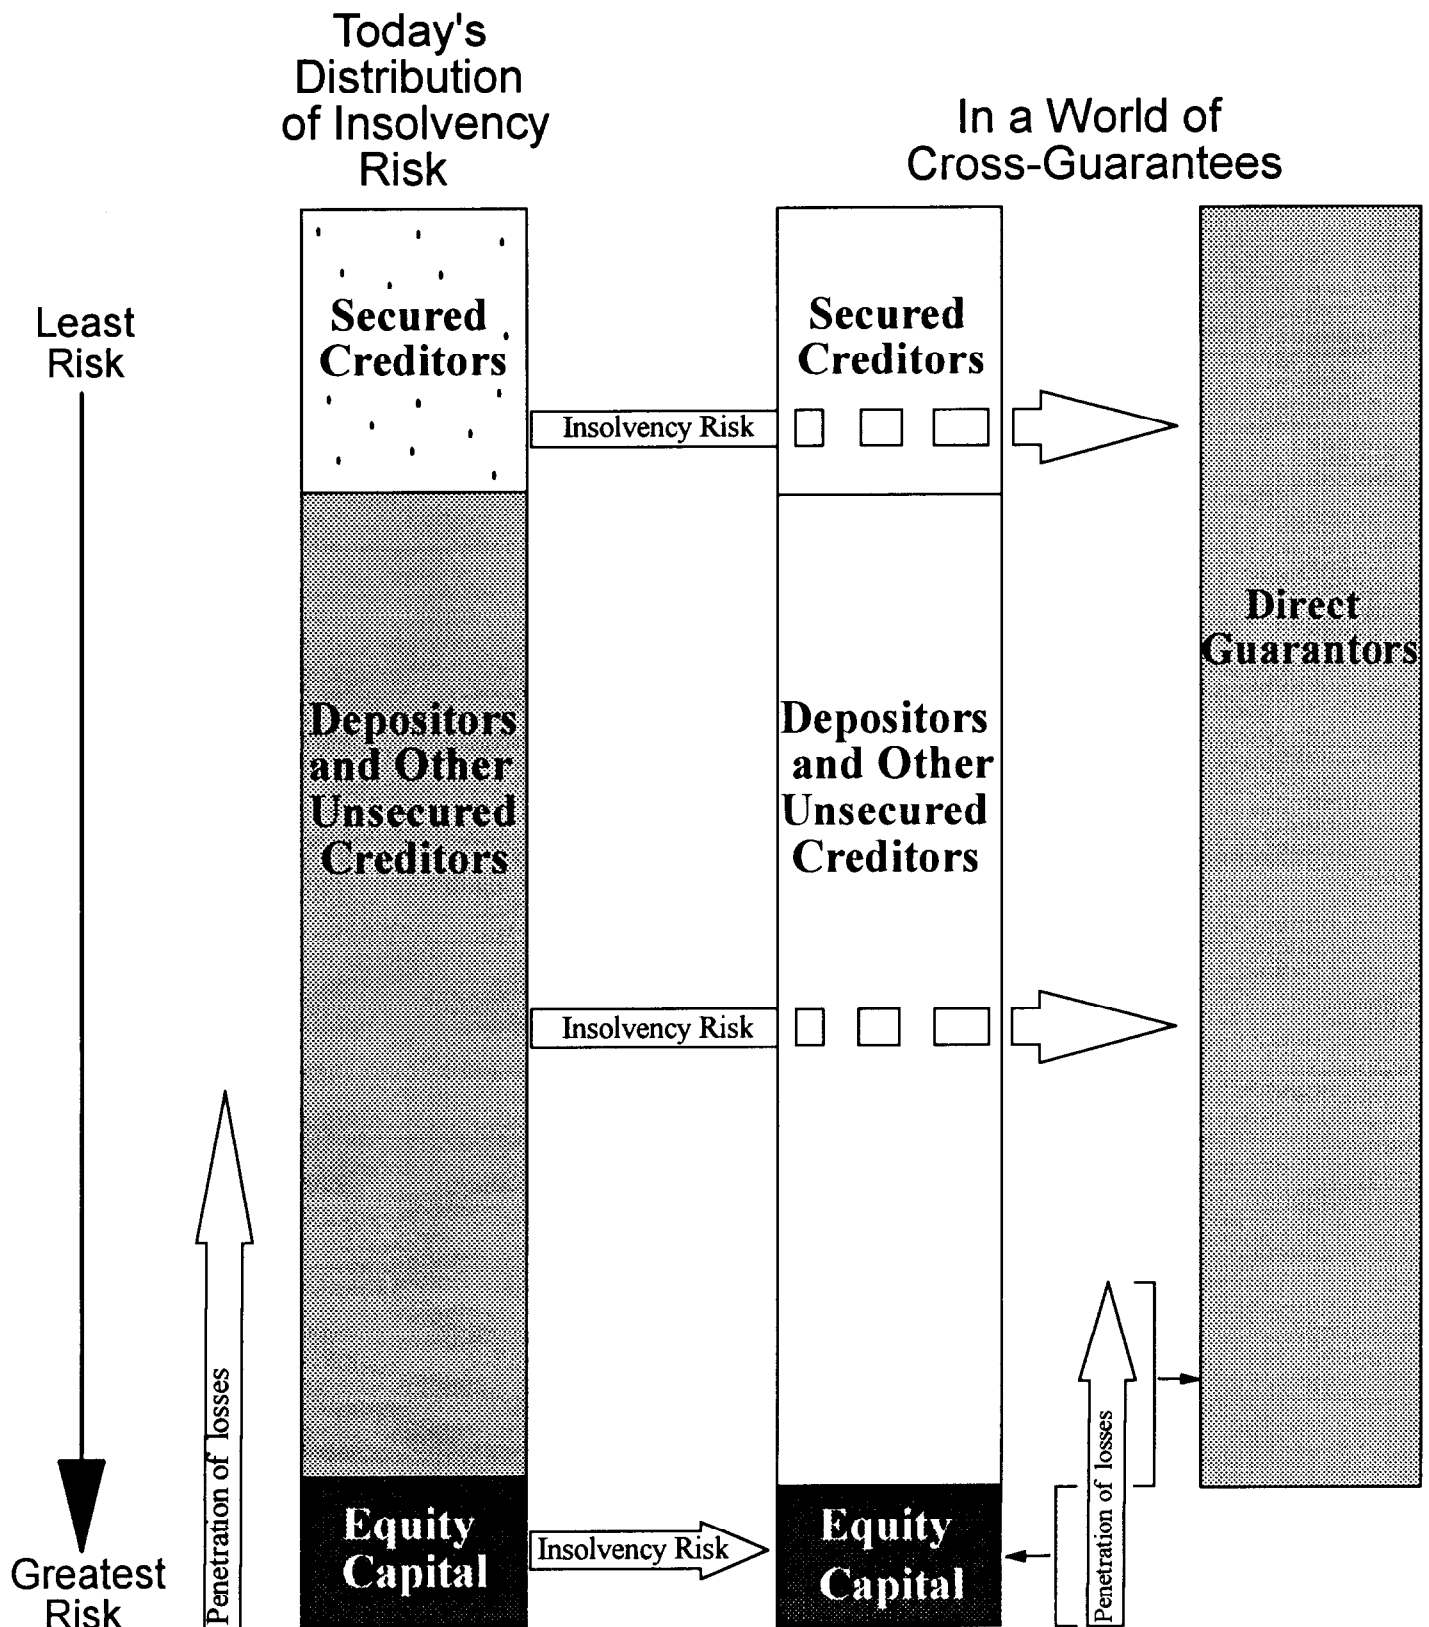 Today's
Distribution
of Insolvency
Risk
In a World of
Cross-Guarantees
Least
Risk
Greatest
Risk
Penetration of losses
Secured
Creditors
Depositors
and Other
Unsecured
Creditors
Equity
Capital
Insolvency Risk
Insolvency Risk
Insolvency Risk
Secured
Creditors
Depositors
and Other
Unsecured
Creditors
Equity
Capital
Penetration of losses
Direct
Guarantors